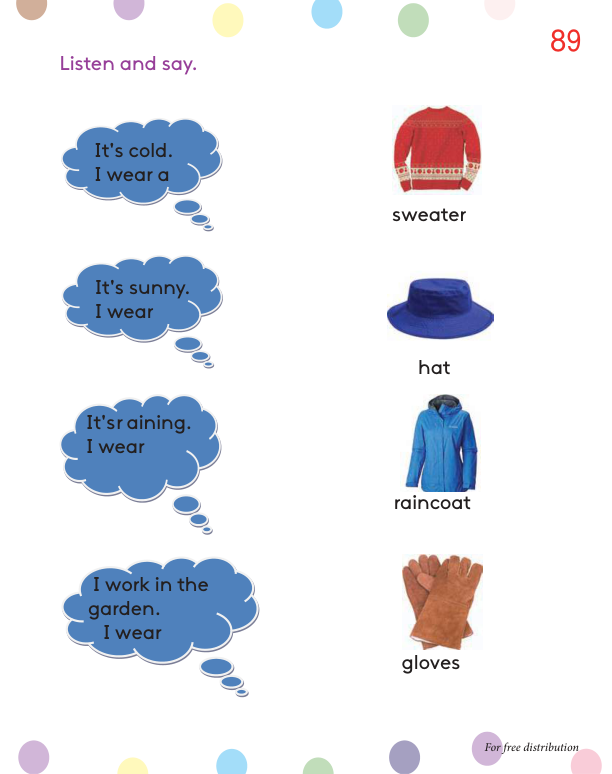 89
Listen and say.
It's cold.
I wear a
sweater
It's sunny.
I wear
hat
It'sr aining.
I wear
raincoat
I work in the
garden.
I wear
gloves
For free distribution